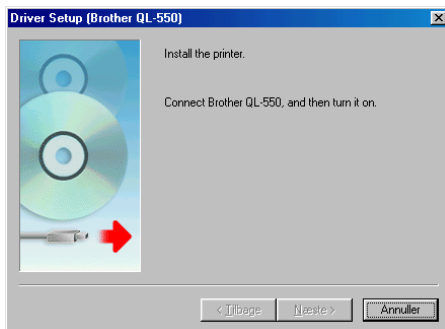 Driver Setup (Brother QL-550)
Install the printer.
Connect Brother QL-550, and then turn it on.
< Tilbage
Næste >
Annuller